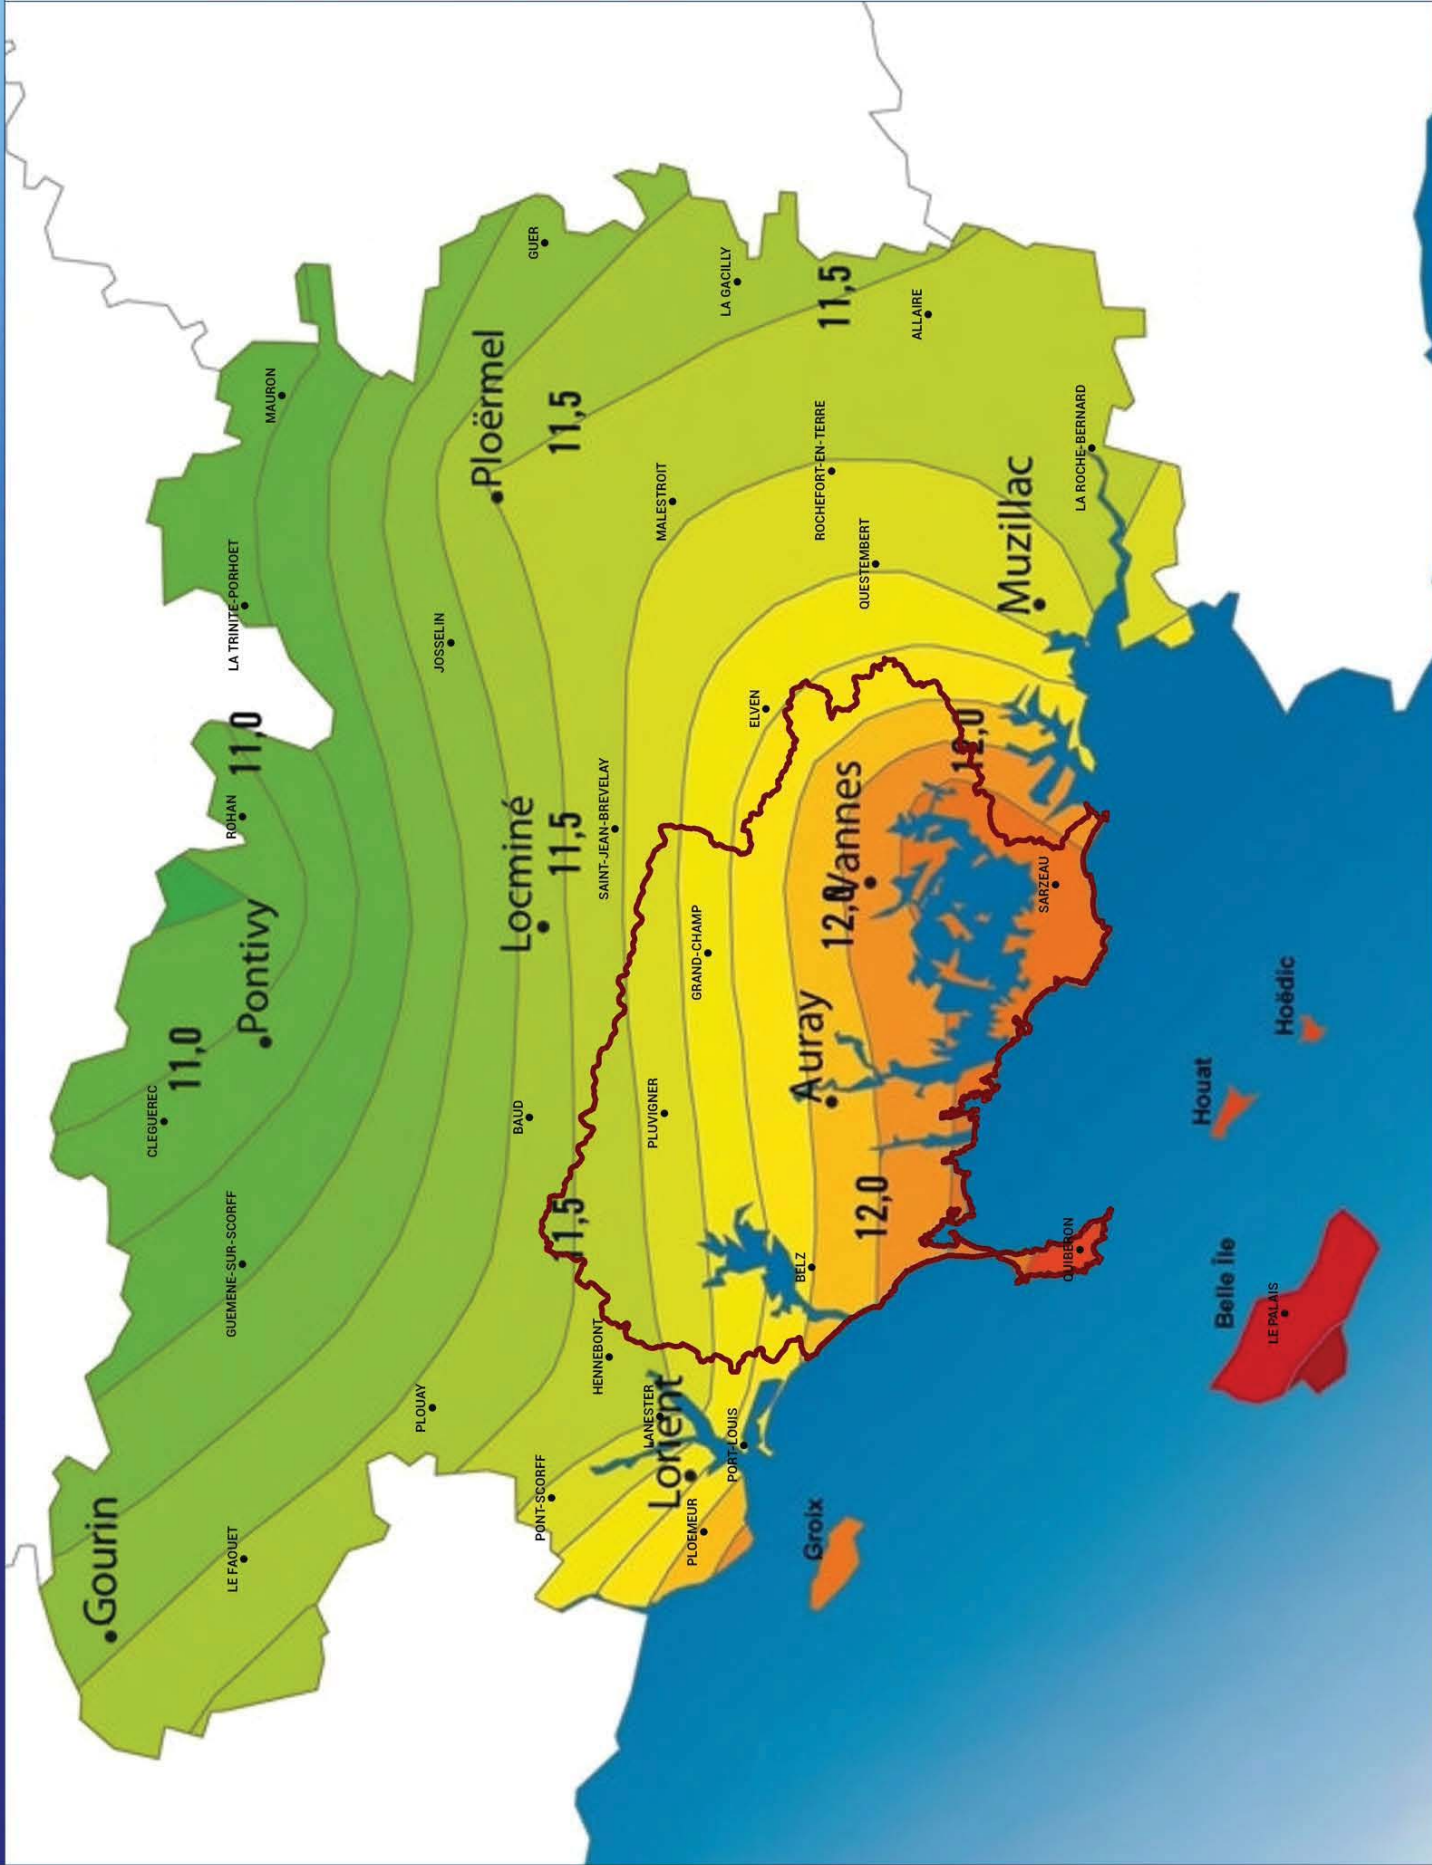 Gourin
CLEGUEREC
11,0
LE FAOUET
GUEMENE-SUR-SCORFF
ROHAN
LA TRINITE-PORHOET
11,0
Pontivy
MAURON
PLOUAY
JOSSELIN
Ploërmel
BAUD
Locminé
GUER
PONT-SCORFF
11,5
11,5
11,5
HENNEBONT
SAINT-JEAN-BREVELAY
LANESTER
PLUVIGNER
MALESTROIT
Lorient
PLOEMEUR
GRAND-CHAMP
LA GACILLY
PORT-LOUIS
ELVEN
BELZ
Auray
Groix
ROCHEFORT-EN-TERRE
11,5
12,0
Vannes
QUESTEMBERT
12,0
ALLAIRE
12,0
Muzillac
SARZEAU
QUIBERON
LA ROCHE-BERNARD
Houat
Belle Île
LE PALAIS
Hoëdic